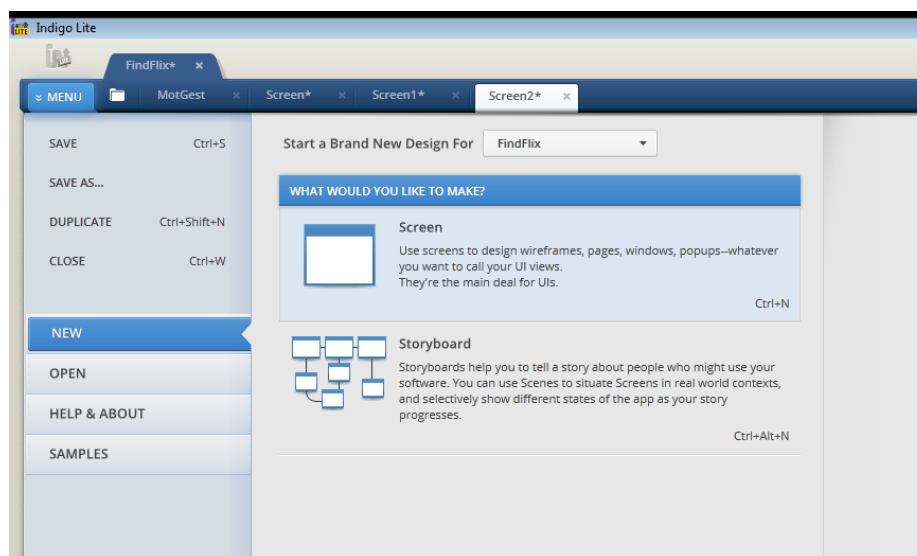 LITE Indigo Lite
FindFlix* ×
MENU MotGest × Screen* × Screen1* × Screen2* ×
SAVE Ctrl+S
SAVE AS...
DUPLICATE Ctrl+Shift+N
CLOSE Ctrl+W
NEW
OPEN
HELP & ABOUT
SAMPLES
Start a Brand New Design For FindFlix
WHAT WOULD YOU LIKE TO MAKE?
Screen
Use screens to design wireframes, pages, windows, popups--whatever
you want to call your UI views.
They're the main deal for UIs.
Ctrl+N
Storyboard
Storyboards help you to tell a story about people who might use your
software. You can use Scenes to situate Screens in real world contexts,
and selectively show different states of the app as your story
progresses.
Ctrl+Alt+N